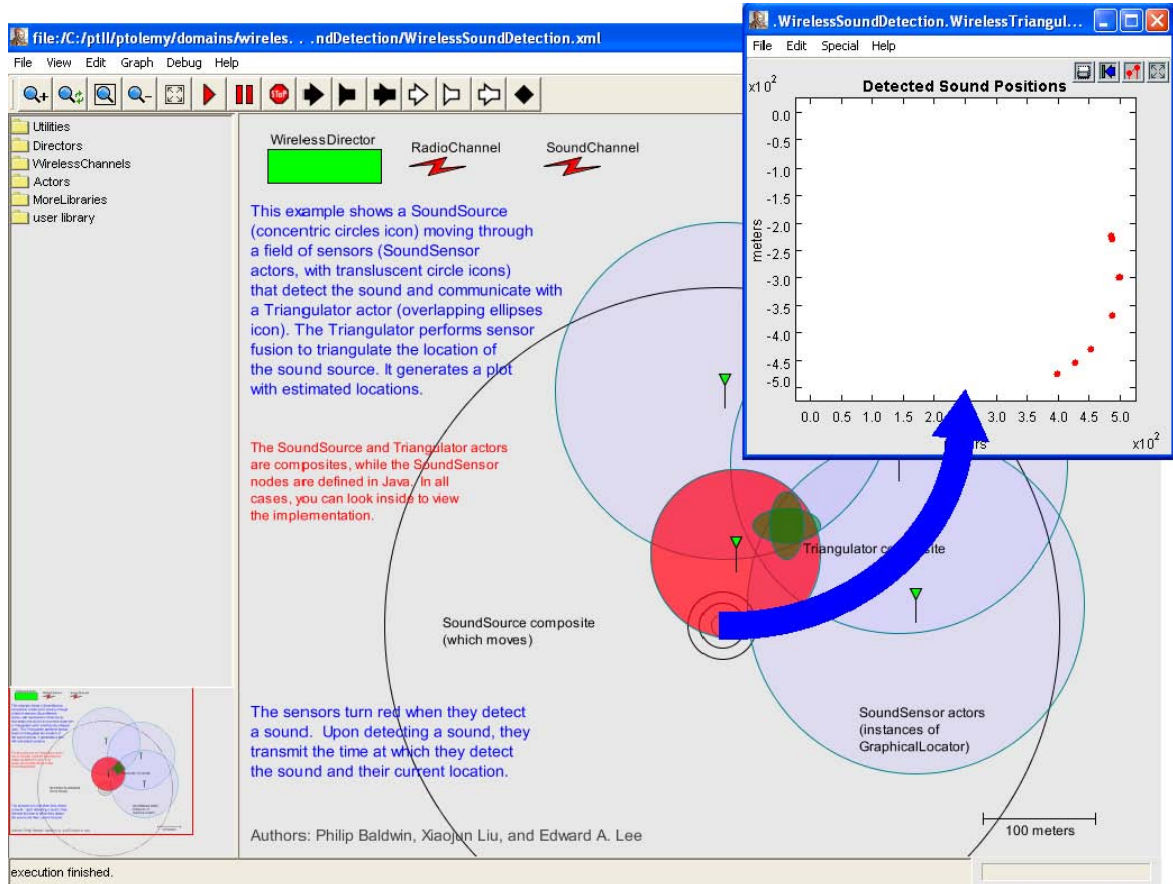 file:/C:/ptII/ptolemy/domains/wireles. . .ndDetection/WirelessSoundDetection.xml
File View Edit Graph Debug Help
STOP
Utilities
Directors
WirelessChannels
Actors
MoreLibraries
user library
WirelessDirector
RadioChannel
SoundChannel
This example shows a SoundSource
(concentric circles icon) moving through
a field of sensors (SoundSensor
actors, with transluscent circle icons)
that detect the sound and communicate with
a Triangulator actor (overlapping ellipses
icon). The Triangulator performs sensor
fusion to triangulate the location of
the sound source. It generates a plot
with estimated locations.
The SoundSource and Triangulator actors
are composites, while the SoundSensor
nodes are defined in Java. In all
cases, you can look inside to view
the implementation.
Triangulator composite
SoundSource composite
(which moves)
The sensors turn red when they detect
a sound. Upon detecting a sound, they
transmit the time at which they detect
the sound and their current location.
SoundSensor actors
(instances of
GraphicalLocator)
100 meters
Authors: Philip Baldwin, Xiaojun Liu, and Edward A. Lee
execution finished.
.WirelessSoundDetection.WirelessTriangul...
File Edit Special Help
Detected Sound Positions
x10²
0.0
-0.5
-1.0
-1.5
-2.0
-2.5
-3.0
-3.5
-4.0
-4.5
-5.0
meters
0.0 0.5 1.0 1.5 2.0 3.0 3.5 4.0 4.5 5.0
x10²